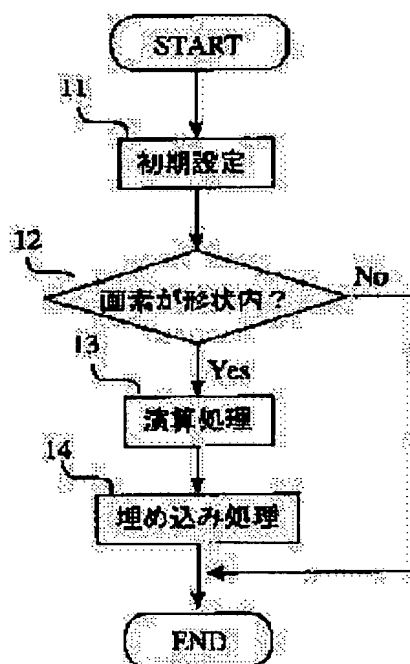 START
11
初期設定
12
画素が形状内？
No
Yes
13
演算処理
14
埋め込み処理
END